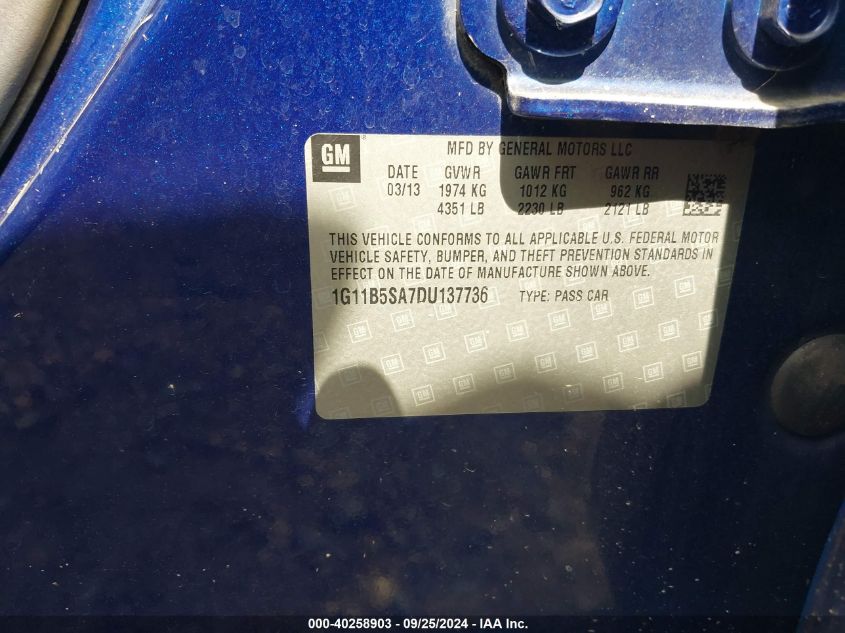 GM
MFD BY GENERAL MOTORS LLC
DATE GVWR GAWR FRT GAWR RR
03/13 1974 KG 1012 KG 962 KG
4351 LB 2230 LB 2121 LB
THIS VEHICLE CONFORMS TO ALL APPLICABLE U.S. FEDERAL MOTOR
VEHICLE SAFETY, BUMPER, AND THEFT PREVENTION STANDARDS IN
EFFECT ON THE DATE OF MANUFACTURE SHOWN ABOVE.
1G11B5SA7DU137736 TYPE: PASS CAR
000-40258903 - 09/25/2024 - IAA Inc.